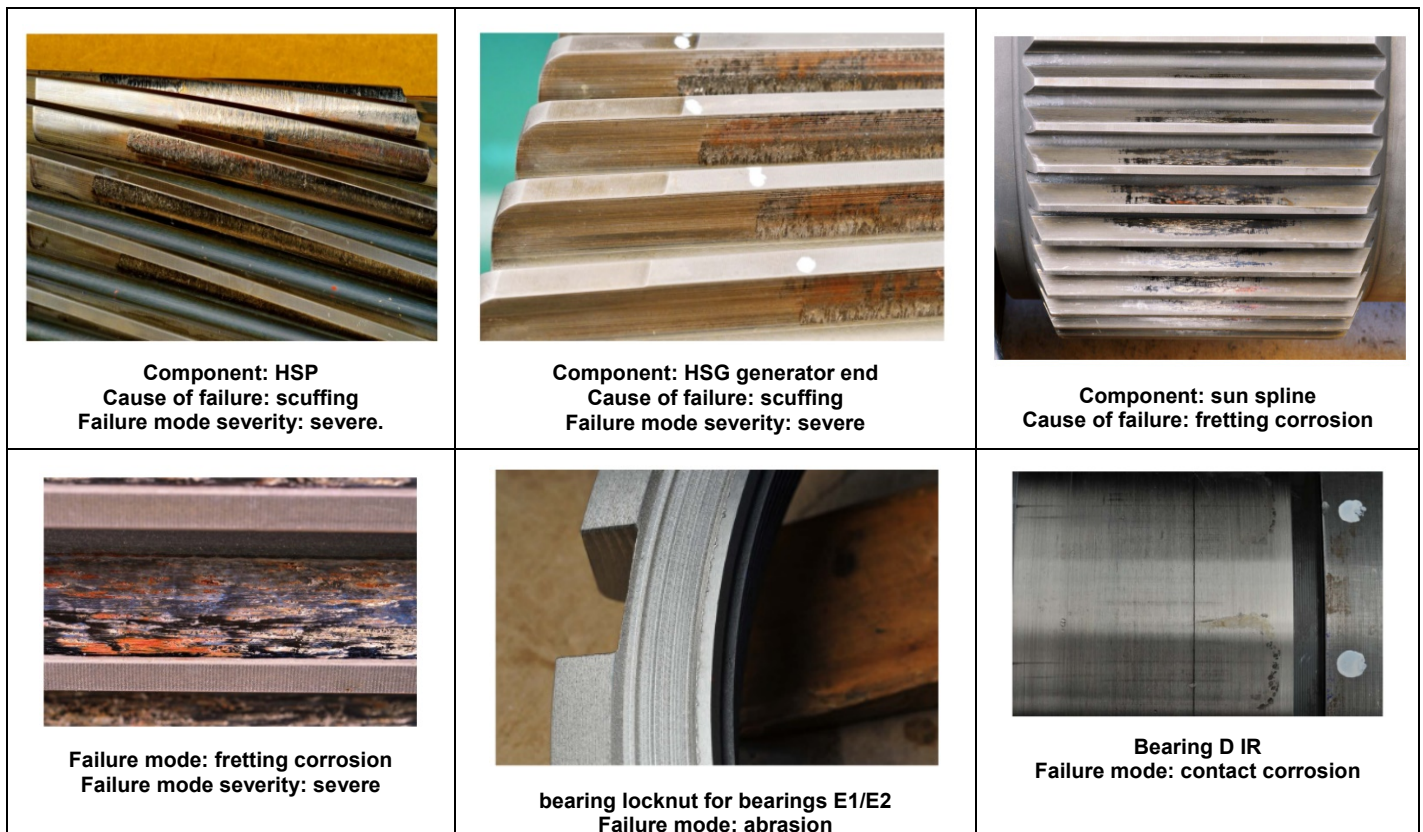 Component: HSP
Cause of failure: scuffing
Failure mode severity: severe.
Component: HSG generator end
Cause of failure: scuffing
Failure mode severity: severe
Component: sun spline
Cause of failure: fretting corrosion
Failure mode: fretting corrosion
Failure mode severity: severe
bearing locknut for bearings E1/E2
Failure mode: abrasion
Bearing D IR
Failure mode: contact corrosion